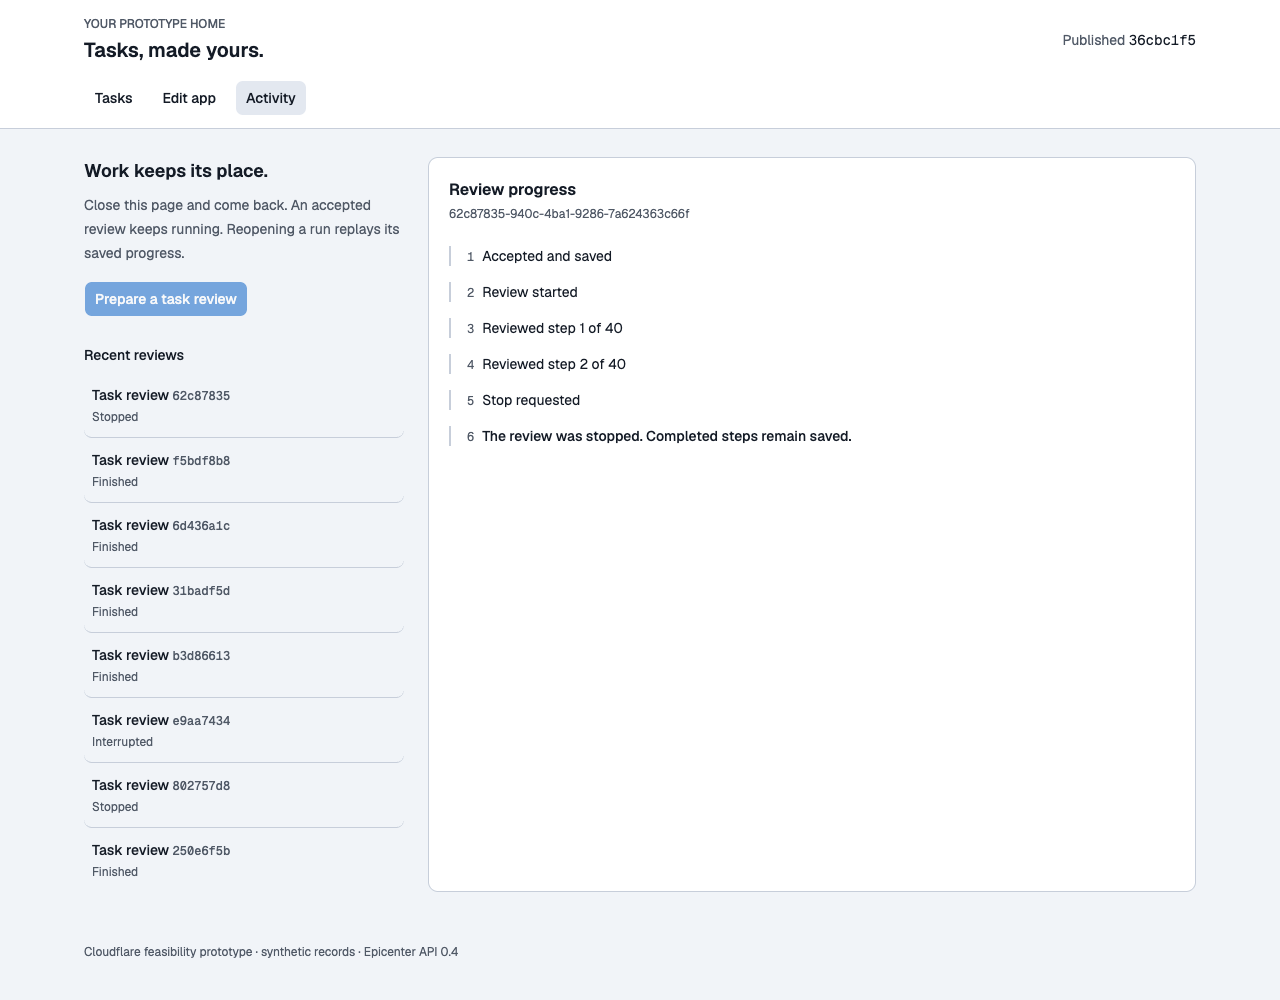 YOUR PROTOTYPE HOME
Tasks, made yours.
Published 36cbc1f5
Tasks
Edit app
Activity
Work keeps its place.
Close this page and come back. An accepted
review keeps running. Reopening a run replays its
saved progress.
Prepare a task review
Recent reviews
Task review 62c87835
Stopped
Task review f5bdf8b8
Finished
Task review 6d436a1c
Finished
Task review 31badf5d
Finished
Task review b3d86613
Finished
Task review e9aa7434
Interrupted
Task review 802757d8
Stopped
Task review 250e6f5b
Finished
Review progress
62c87835-940c-4ba1-9286-7a624363c66f
1 Accepted and saved
2 Review started
3 Reviewed step 1 of 40
4 Reviewed step 2 of 40
5 Stop requested
6 The review was stopped. Completed steps remain saved.
Cloudflare feasibility prototype · synthetic records · Epicenter API 0.4